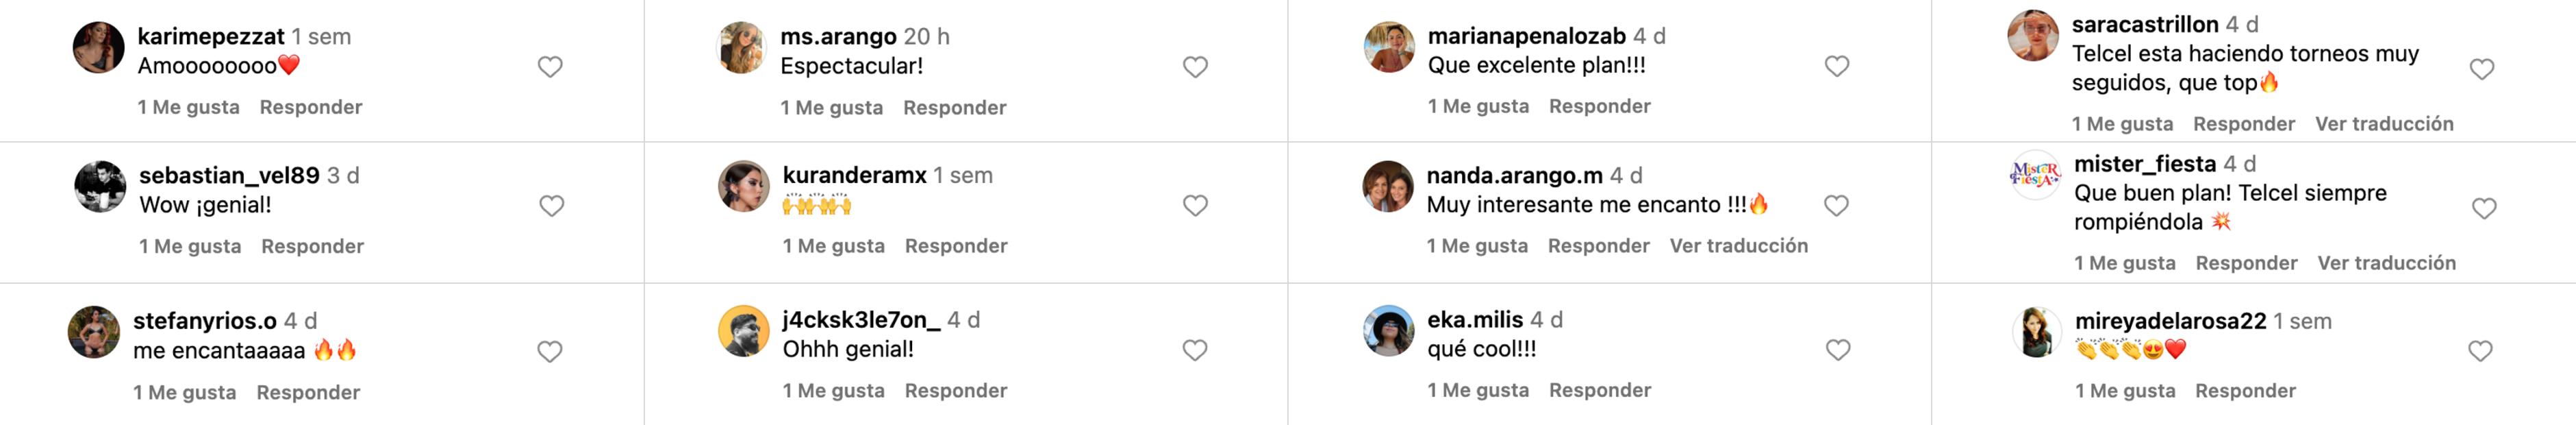 karimepezzat 1 sem
Amoooooooo❤️
1 Me gusta Responder
ms.arango 20 h
Espectacular!
1 Me gusta Responder
marianapenalozab 4 d
Que excelente plan!!!
1 Me gusta Responder
saracastrillon 4 d
Telcel esta haciendo torneos muy
seguidos, que top🔥
1 Me gusta Responder Ver traducción
sebastian_vel89 3 d
Wow ¡genial!
1 Me gusta Responder
kuranderamx 1 sem
🙌🙌🙌🙌
1 Me gusta Responder
nanda.arango.m 4 d
Muy interesante me encanto !!!🔥
1 Me gusta Responder Ver traducción
MisteR
FiestA
mister_fiesta 4 d
Que buen plan! Telcel siempre
rompiéndola 💥
1 Me gusta Responder Ver traducción
stefanyrios.o 4 d
me encantaaaaa 🔥🔥
1 Me gusta Responder
j4cksk3le7on_ 4 d
Ohhh genial!
1 Me gusta Responder
eka.milis 4 d
qué cool!!!
1 Me gusta Responder
mireyadelarosa22 1 sem
👏👏👏😍❤️
1 Me gusta Responder